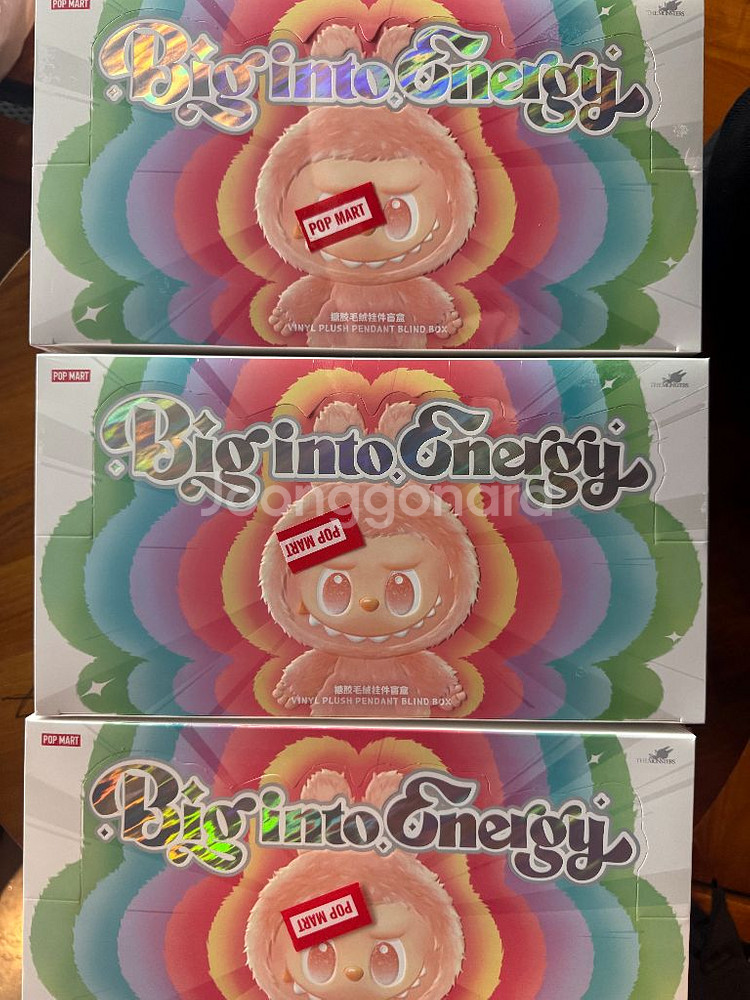 POP MART
THE MONSTERS
Big into Energy
POP MART
搪胶毛绒挂件盲盒
VINYL PLUSH PENDANT BLIND BOX
POP MART
THE MONSTERS
Big into Energy
Joonggonara
POP MART
搪胶毛绒挂件盲盒
VINYL PLUSH PENDANT BLIND BOX
POP MART
THE MONSTERS
Big into Energy
POP MART